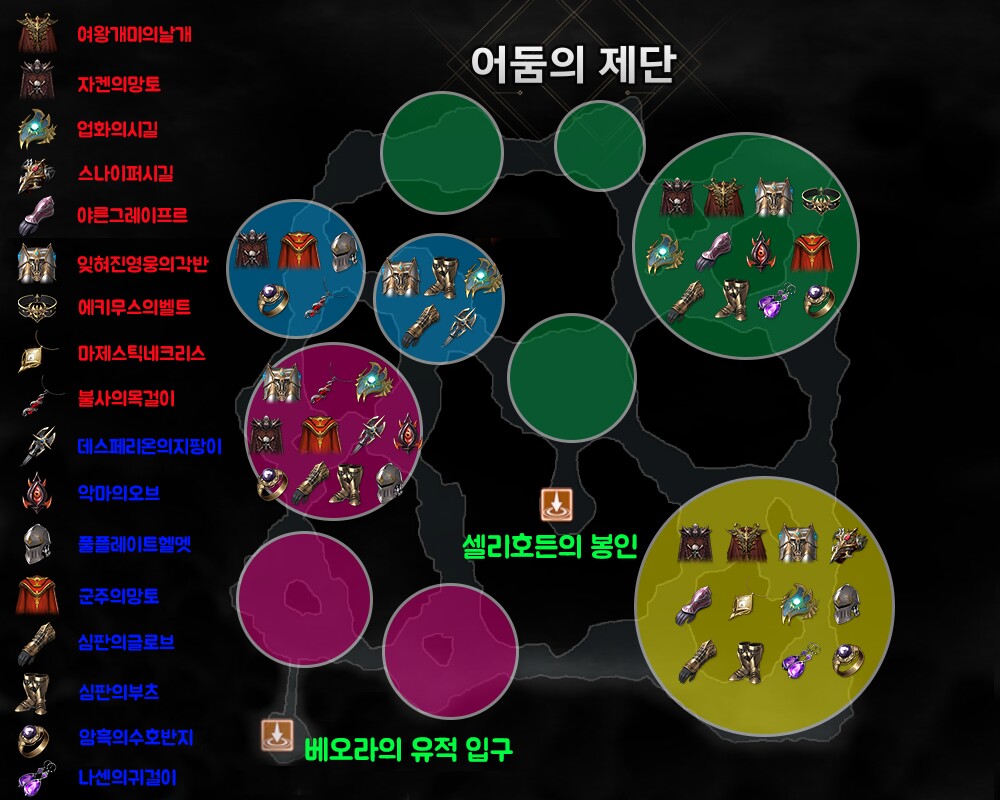 어둠의 제단
여왕개미의날개
자켄의망토
업화의시길
스나이퍼시길
야른그레이프르
잊혀진영웅의각반
에키무스의벨트
마제스틱네크리스
불사의목걸이
데스페리온의지팡이
악마의오브
풀플레이트헬멧
군주의망토
심판의글로브
심판의부츠
암흑의수호반지
나센의귀걸이
셀리호든의 봉인
베오라의 유적 입구